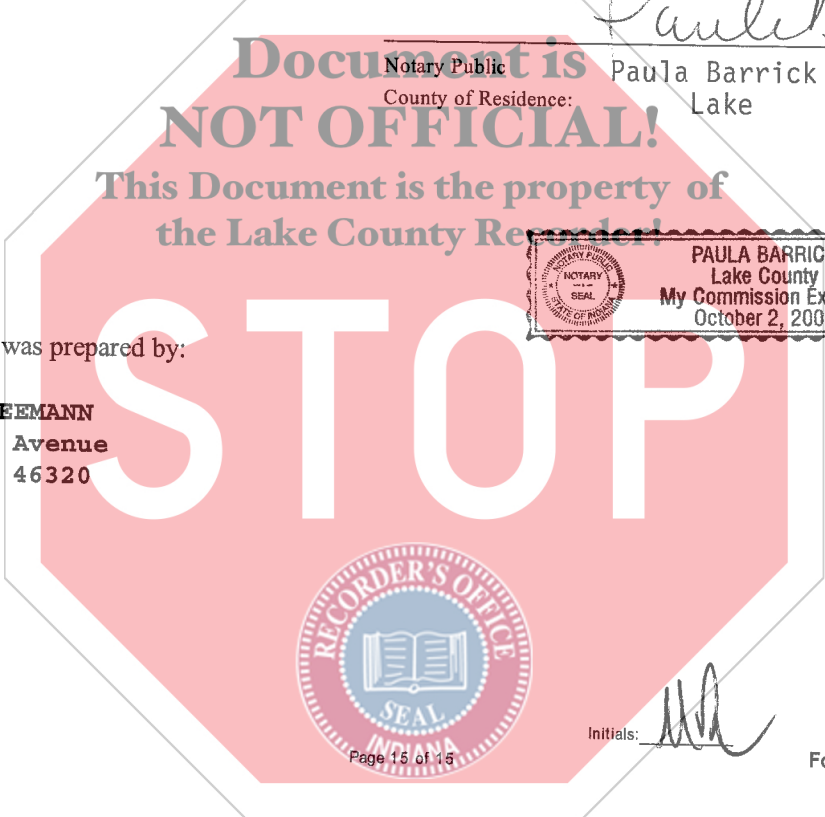 Document is
Notary Public Paula Barrick
County of Residence: Lake
NOT OFFICIAL!
This Document is the property of
the Lake County Recorder!
NOTARY PUBLIC
NOTARY
SEAL
STATE OF INDIANA
PAULA BARRIC
Lake County
My Commission Ex
October 2, 200
was prepared by:
STOP
EEMANN
Avenue
46320
RECORDER'S OFFICE
SEAL
INDIANA
Initials:
Page 15 of 15
Fo